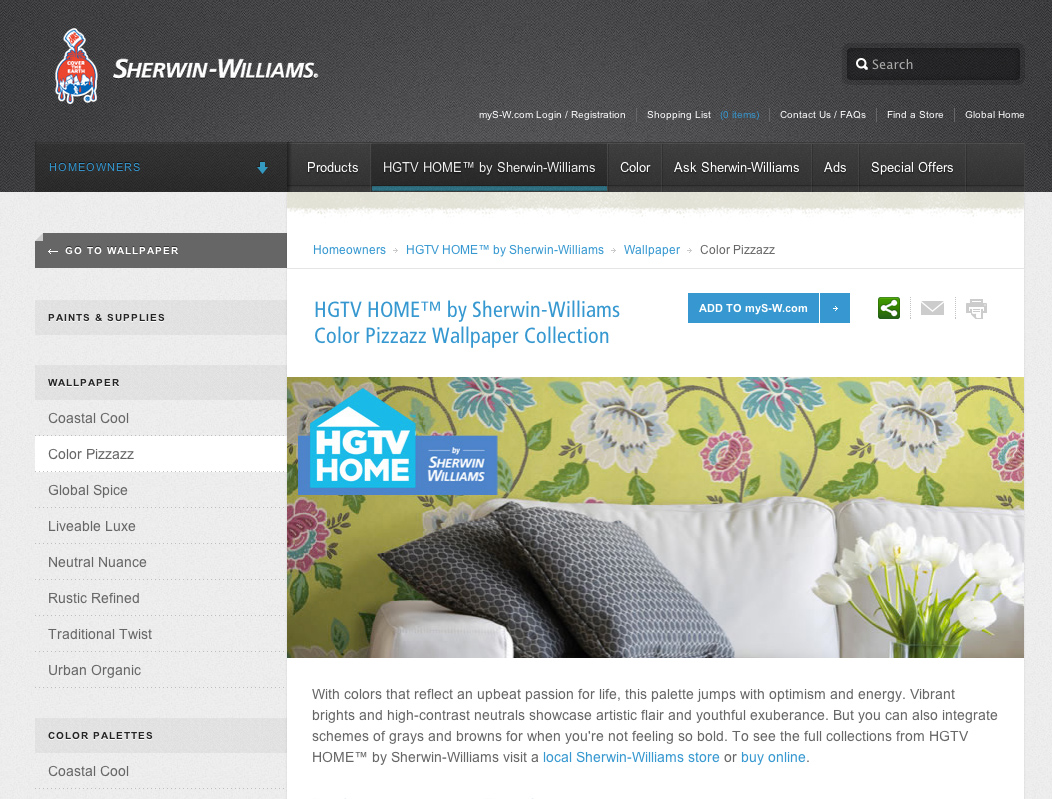 COVER
THE
EARTH
SHERWIN-WILLIAMS.
Search
myS-W.com Login / Registration
Shopping List (0 items)
Contact Us / FAQs
Find a Store
Global Home
HOMEOWNERS
Products
HGTV HOME™ by Sherwin-Williams
Color
Ask Sherwin-Williams
Ads
Special Offers
← GO TO WALLPAPER
PAINTS & SUPPLIES
WALLPAPER
Coastal Cool
Color Pizzazz
Global Spice
Liveable Luxe
Neutral Nuance
Rustic Refined
Traditional Twist
Urban Organic
COLOR PALETTES
Coastal Cool
Homeowners → HGTV HOME™ by Sherwin-Williams → Wallpaper → Color Pizzazz
HGTV HOME™ by Sherwin-Williams
Color Pizzazz Wallpaper Collection
ADD TO myS-W.com →
HGTV
HOME
by
SHERWIN
WILLIAMS
With colors that reflect an upbeat passion for life, this palette jumps with optimism and energy. Vibrant
brights and high-contrast neutrals showcase artistic flair and youthful exuberance. But you can also integrate
schemes of grays and browns for when you're not feeling so bold. To see the full collections from HGTV
HOME™ by Sherwin-Williams visit a local Sherwin-Williams store or buy online.